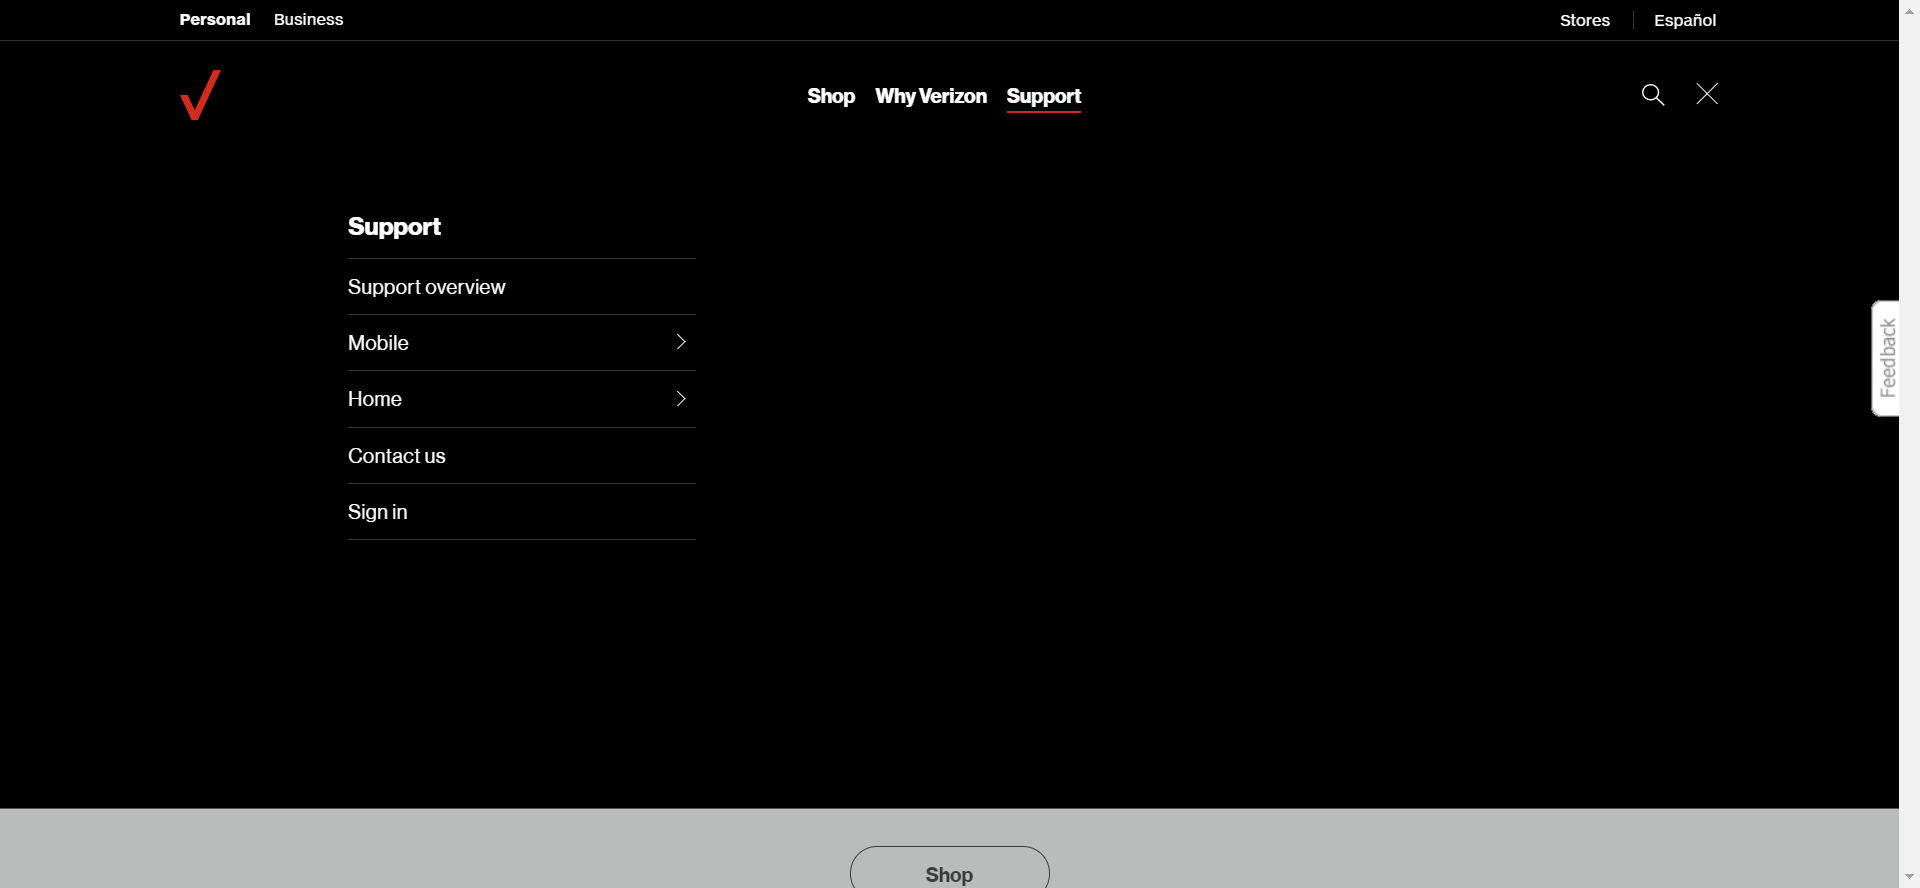 Personal Business Stores Español
Shop Why Verizon Support
Support
Support overview
Mobile
Home
Contact us
Sign in
Feedback
Shop